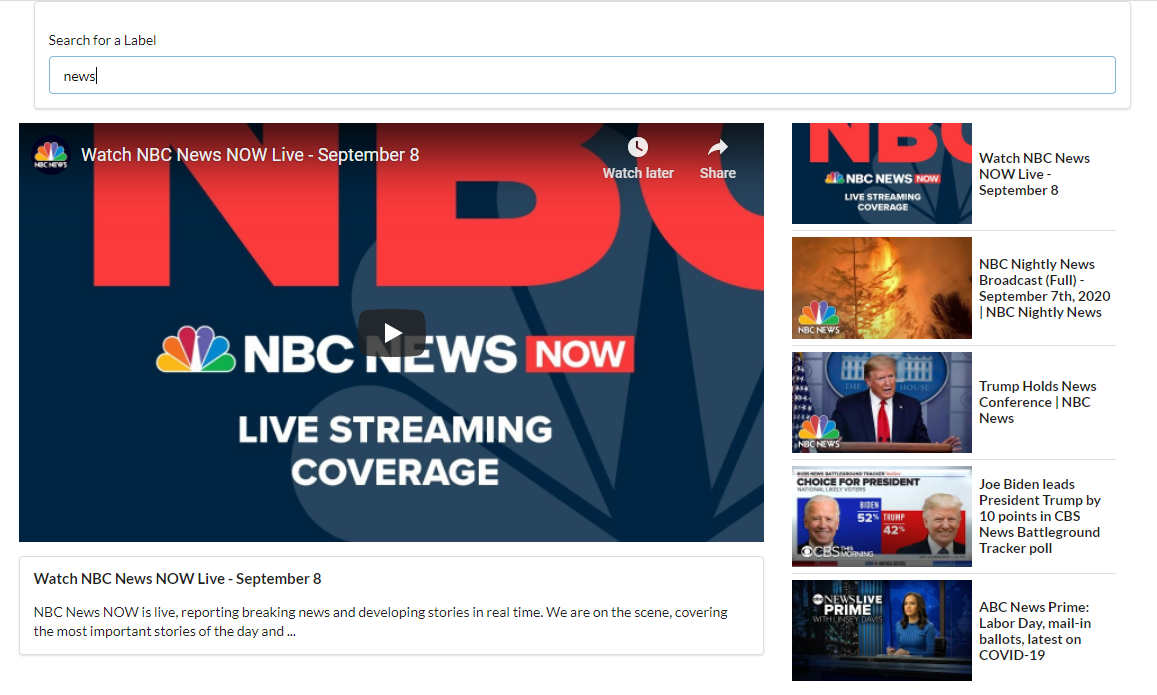 Search for a Label
news
NBC
NBC NEWS
Watch NBC News NOW Live - September 8
Watch later
Share
NBC NEWS NOW
LIVE STREAMING
COVERAGE
Watch NBC News NOW Live - September 8
NBC News NOW is live, reporting breaking news and developing stories in real time. We are on the scene, covering
the most important stories of the day and ...
NBC
NBC NEWS NOW
LIVE STREAMING
COVERAGE
Watch NBC News
NOW Live -
September 8
NBC NEWS
NBC Nightly News
Broadcast (Full) -
September 7th, 2020
| NBC Nightly News
THE HOUSE
NBC NEWS
Trump Holds News
Conference | NBC
News
CBS NEWS BATTLEGROUND TRACKER
CHOICE FOR PRESIDENT
NATIONAL LIKELY VOTERS
BIDEN
52%
TRUMP
42%
CBS THIS MORNING
Joe Biden leads
President Trump by
10 points in CBS
News Battleground
Tracker poll
abc NEWS LIVE
PRIME
WITH LINSEY DAVIS
ABC News Prime:
Labor Day, mail-in
ballots, latest on
COVID-19